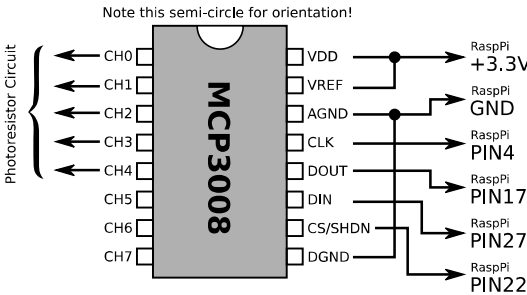 Note this semi-circle for orientation!
Photoresistor Circuit
CH0
CH1
CH2
CH3
CH4
CH5
CH6
CH7
MCP3008
VDD
VREF
AGND
CLK
DOUT
DIN
CS/SHDN
DGND
RaspPi
+3.3V
RaspPi
GND
RaspPi
PIN4
RaspPi
PIN17
RaspPi
PIN27
RaspPi
PIN22